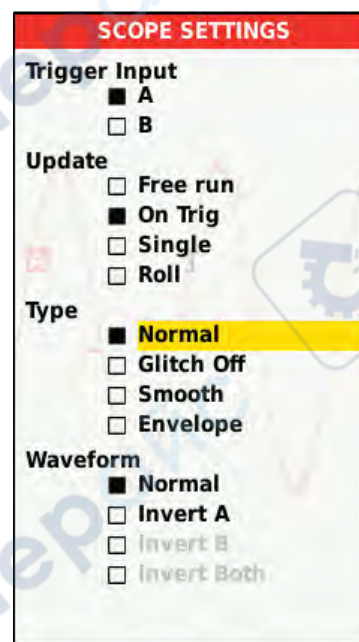 SCOPE SETTINGS
Trigger Input
A
B
Update
Free run
On Trig
Single
Roll
Type
Normal
Glitch Off
Smooth
Envelope
Waveform
Normal
Invert A
Invert B
Invert Both